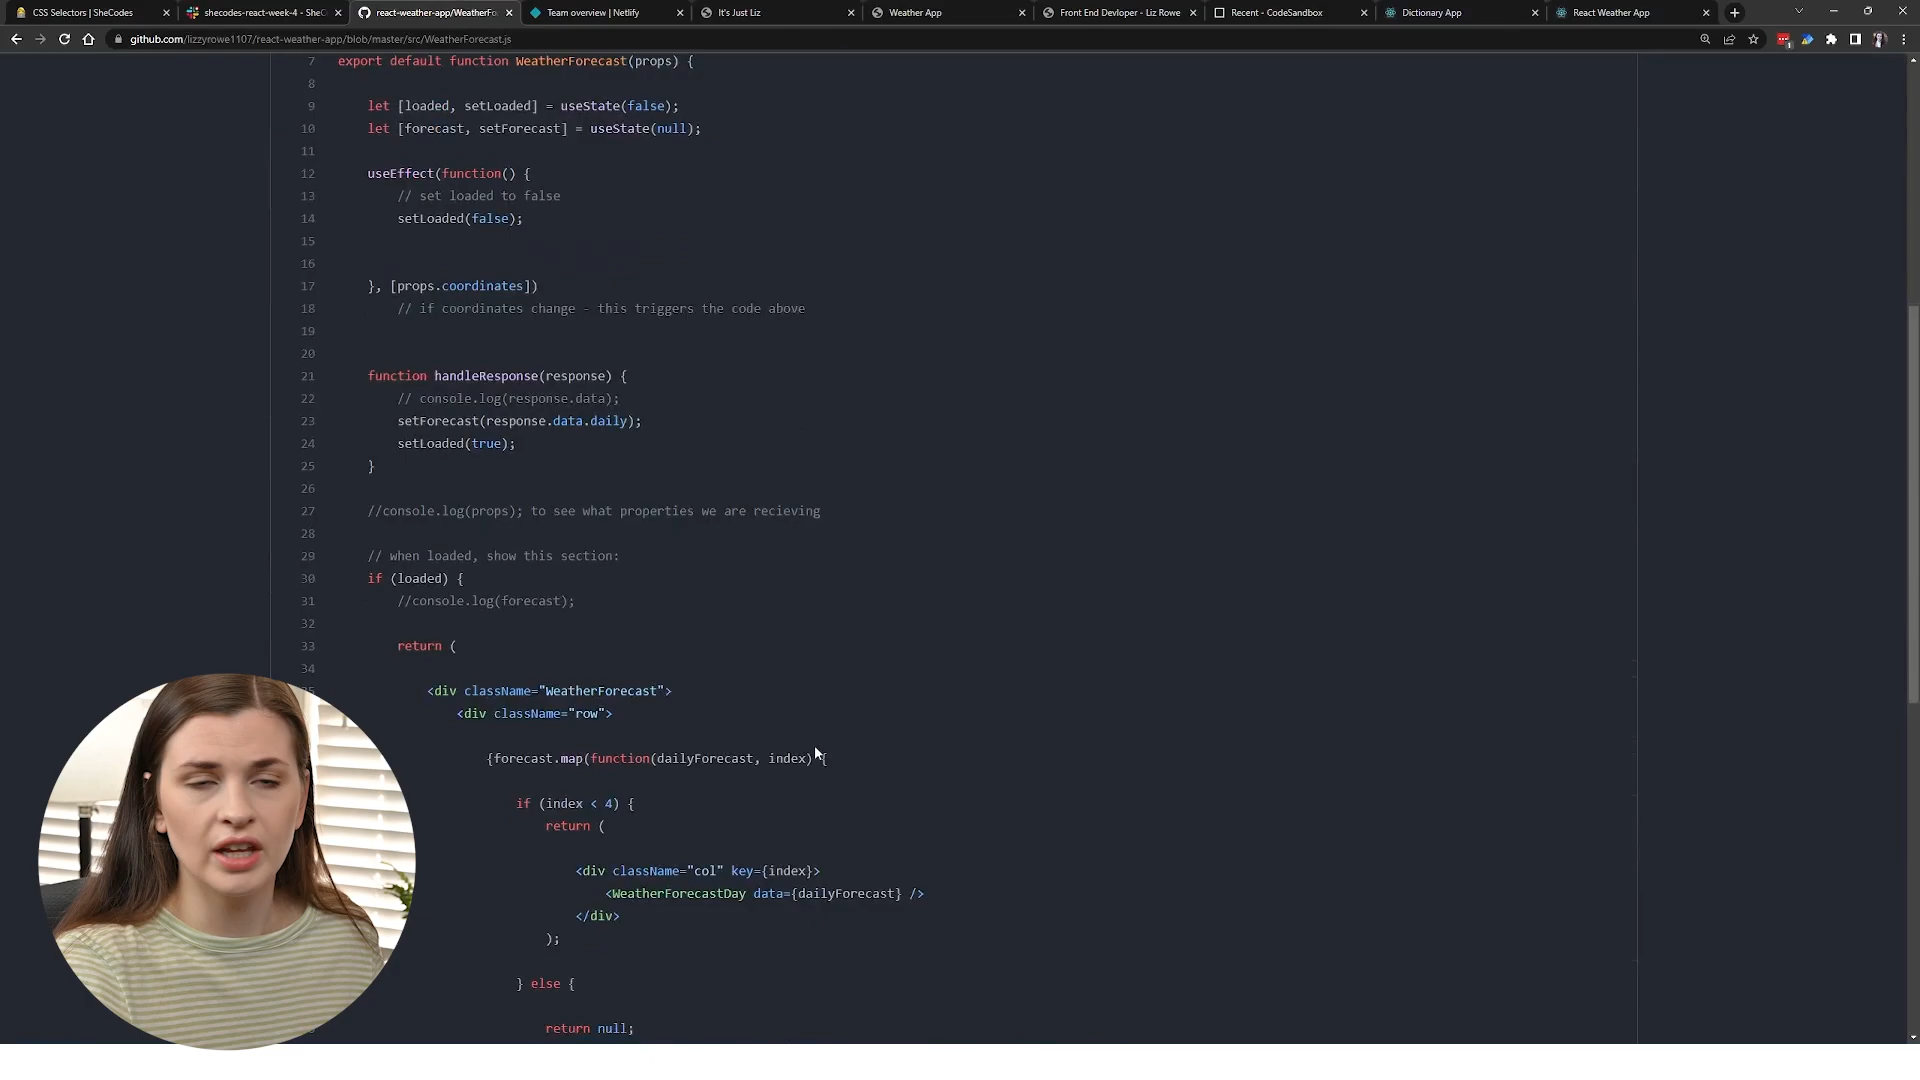 CSS Selectors | SheCodes
shecodes-react-week-4 - SheC
react-weather-app/WeatherFo
Team overview | Netlify
It's Just Liz
Weather App
Front End Devloper - Liz Rowe
Recent - CodeSandbox
Dictionary App
React Weather App
github.com/lizzyrowe1107/react-weather-app/blob/master/src/WeatherForecast.js
7 export default function WeatherForecast(props) {
8
9 let [loaded, setLoaded] = useState(false);
10 let [forecast, setForecast] = useState(null);
11
12 useEffect(function() {
13 // set loaded to false
14 setLoaded(false);
15
16
17 }, [props.coordinates])
18 // if coordinates change - this triggers the code above
19
20
21 function handleResponse(response) {
22 // console.log(response.data);
23 setForecast(response.data.daily);
24 setLoaded(true);
25 }
26
27 //console.log(props); to see what properties we are recieving
28
29 // when loaded, show this section:
30 if (loaded) {
31 //console.log(forecast);
32
33 return (
34
<div className="WeatherForecast">
<div className="row">
{forecast.map(function(dailyForecast, index) {
if (index < 4) {
return (
<div className="col" key={index}>
<WeatherForecastDay data={dailyForecast} />
</div>
);
} else {
return null;